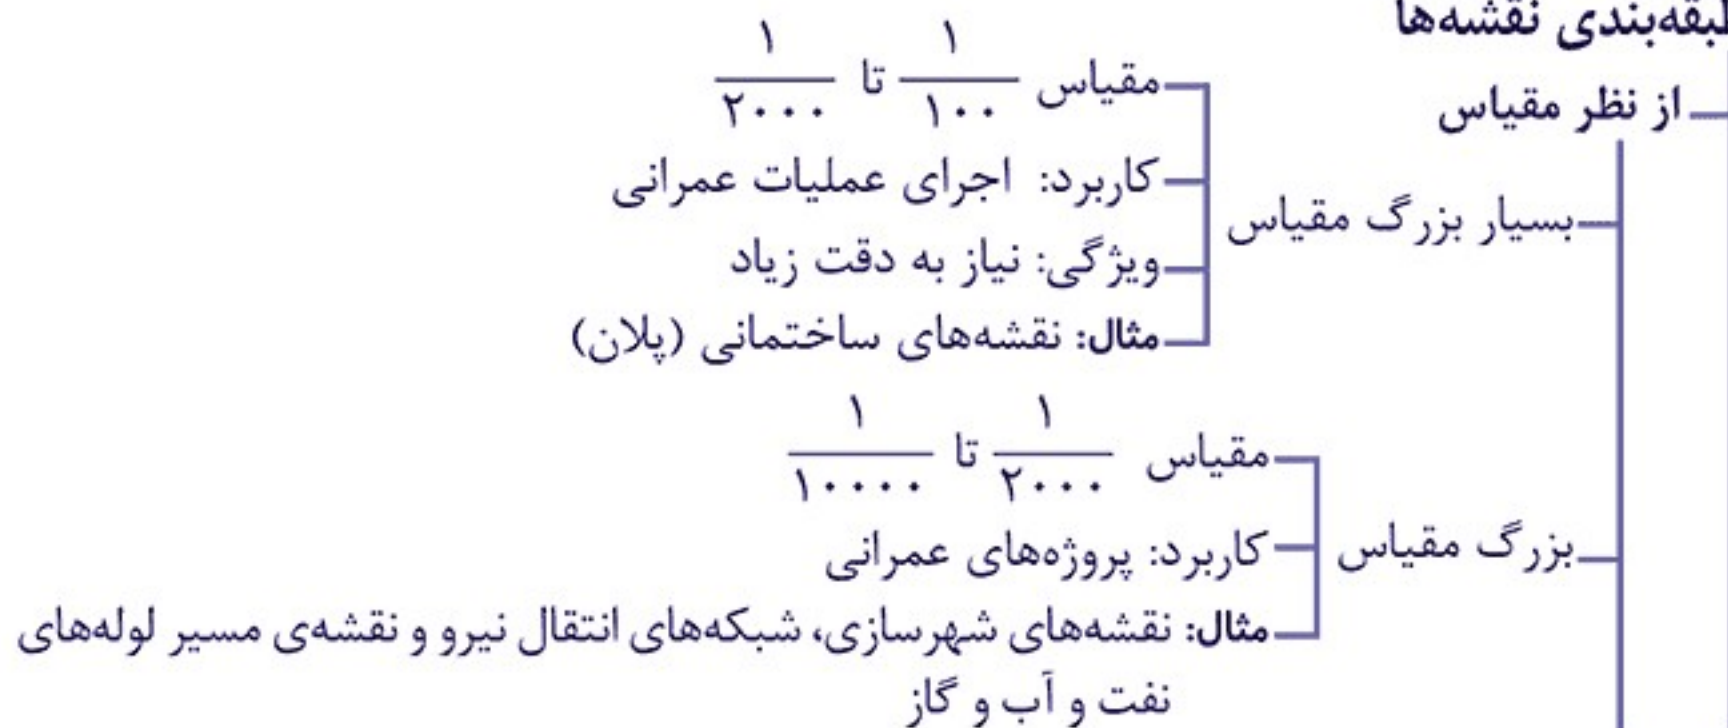 طبقه‌بندی نقشه‌ها
از نظر مقیاس
بسیار بزرگ مقیاس
مقیاس ۱/۱۰۰ تا ۱/۲۰۰۰
کاربرد: اجرای عملیات عمرانی
ویژگی: نیاز به دقت زیاد
مثال: نقشه‌های ساختمانی (پلان)
بزرگ مقیاس
مقیاس ۱/۲۰۰۰ تا ۱/۱۰۰۰۰
کاربرد: پروژه‌های عمرانی
مثال: نقشه‌های شهرسازی، شبکه‌های انتقال نیرو و نقشه‌ی مسیر لوله‌های
نفت و آب و گاز